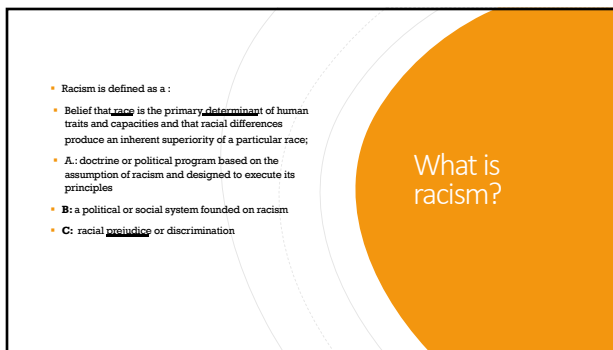 Racism is defined as a :
Belief that race is the primary determinant of human
traits and capacities and that racial differences
produce an inherent superiority of a particular race;
A.: doctrine or political program based on the
assumption of racism and designed to execute its
principles
B: a political or social system founded on racism
C: racial prejudice or discrimination
What is
racism?